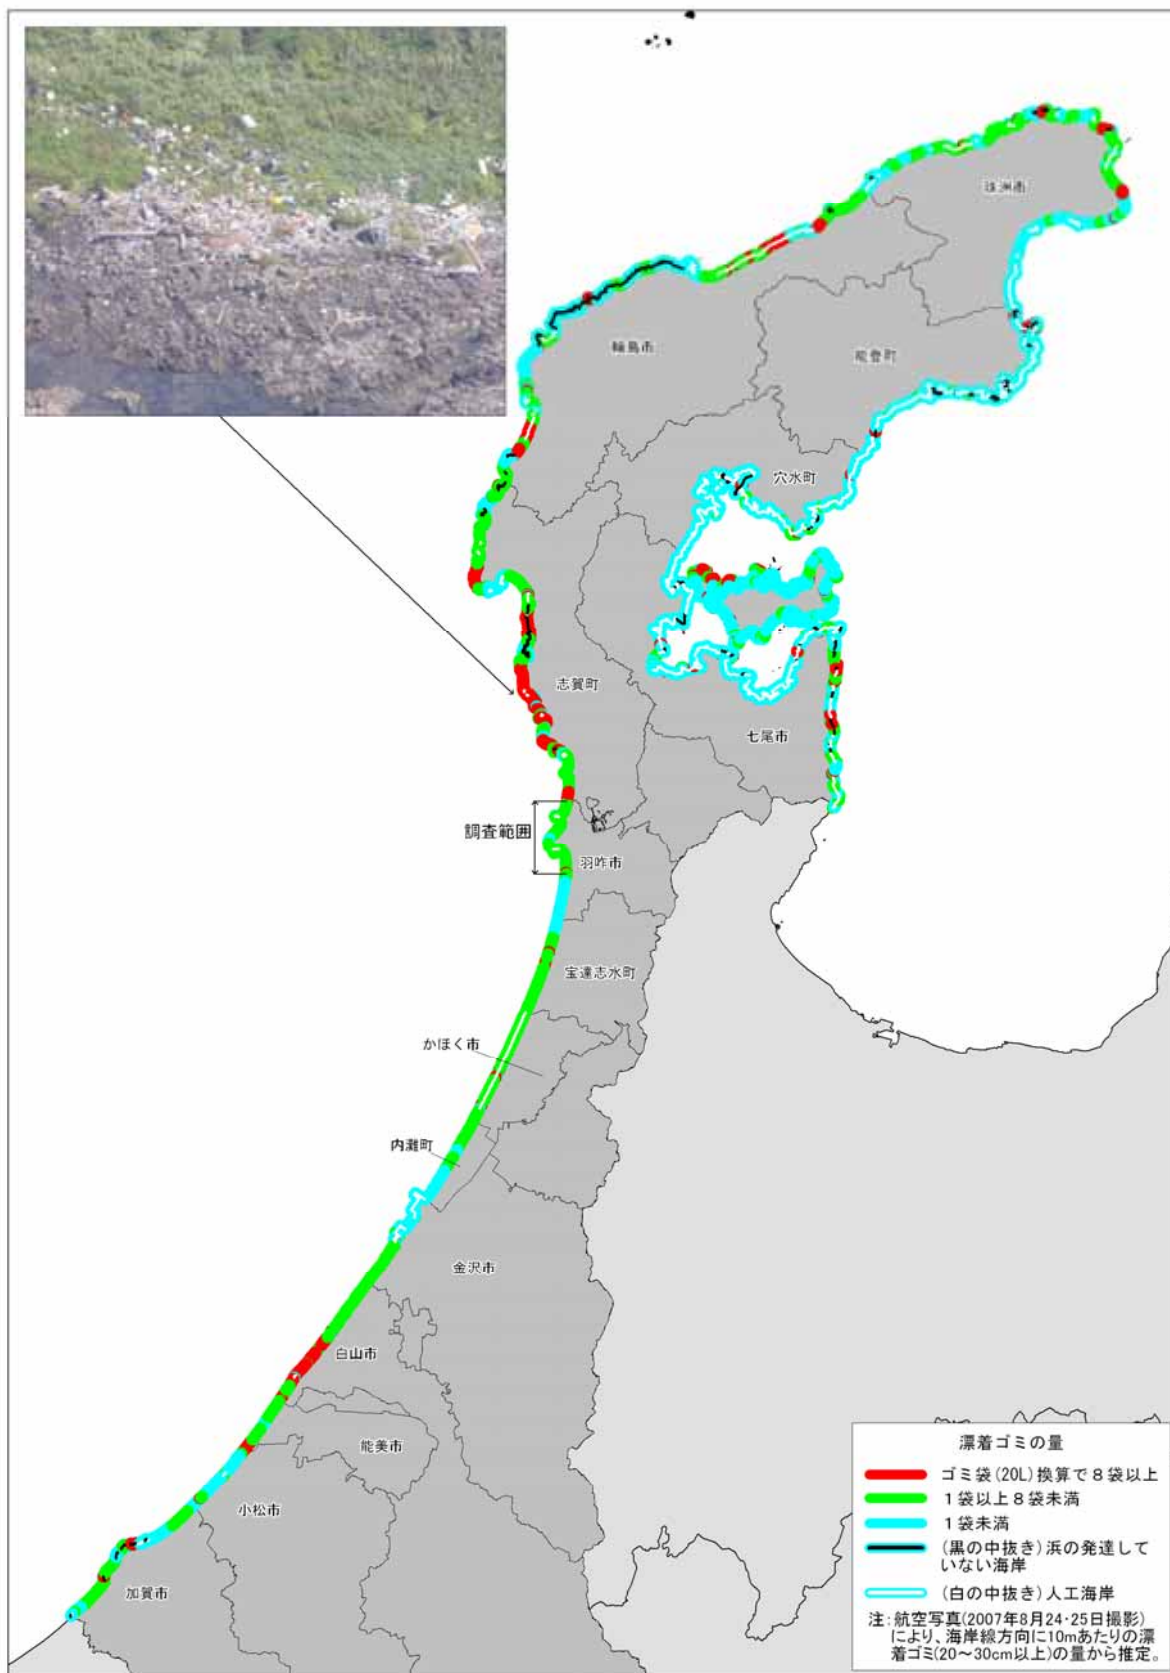 珠洲市
輪島市
能登町
穴水町
志賀町
七尾市
調査範囲
羽咋市
宝達志水町
かほく市
内灘町
金沢市
白山市
能美市
小松市
加賀市
漂着ゴミの量
ゴミ袋(20L)換算で８袋以上
１袋以上８袋未満
１袋未満
(黒の中抜き)浜の発達して
いない海岸
(白の中抜き)人工海岸
注:航空写真(2007年8月24･25日撮影)
により、海岸線方向に10mあたりの漂
着ゴミ(20～30cm以上)の量から推定。